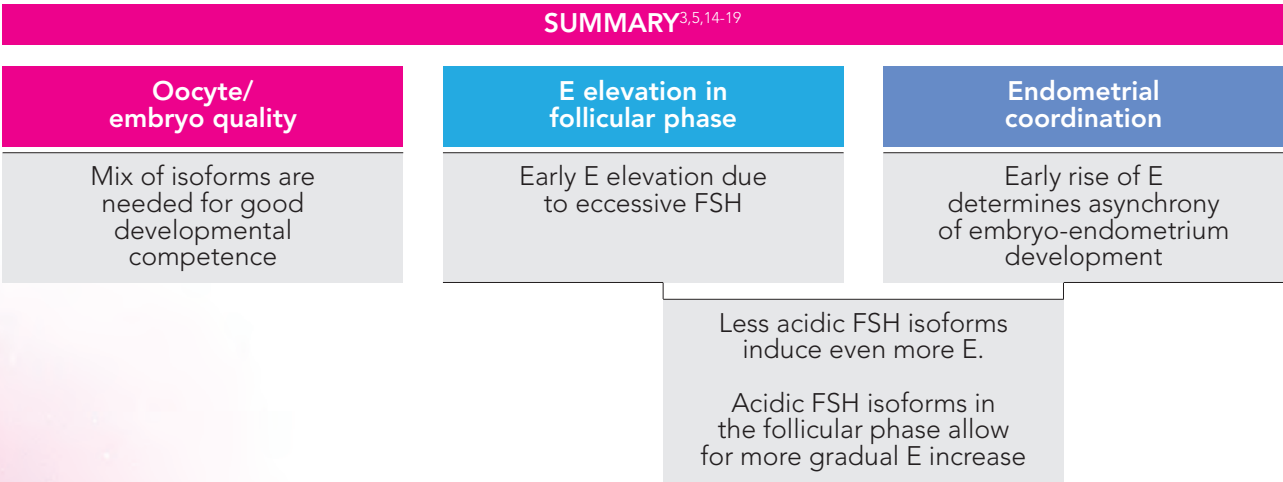 SUMMARY3,5,14-19
Oocyte/
embryo quality
Mix of isoforms are
needed for good
developmental
competence
E elevation in
follicular phase
Early E elevation due
to eccessive FSH
Endometrial
coordination
Early rise of E
determines asynchrony
of embryo-endometrium
development
Less acidic FSH isoforms
induce even more E.
Acidic FSH isoforms in
the follicular phase allow
for more gradual E increase